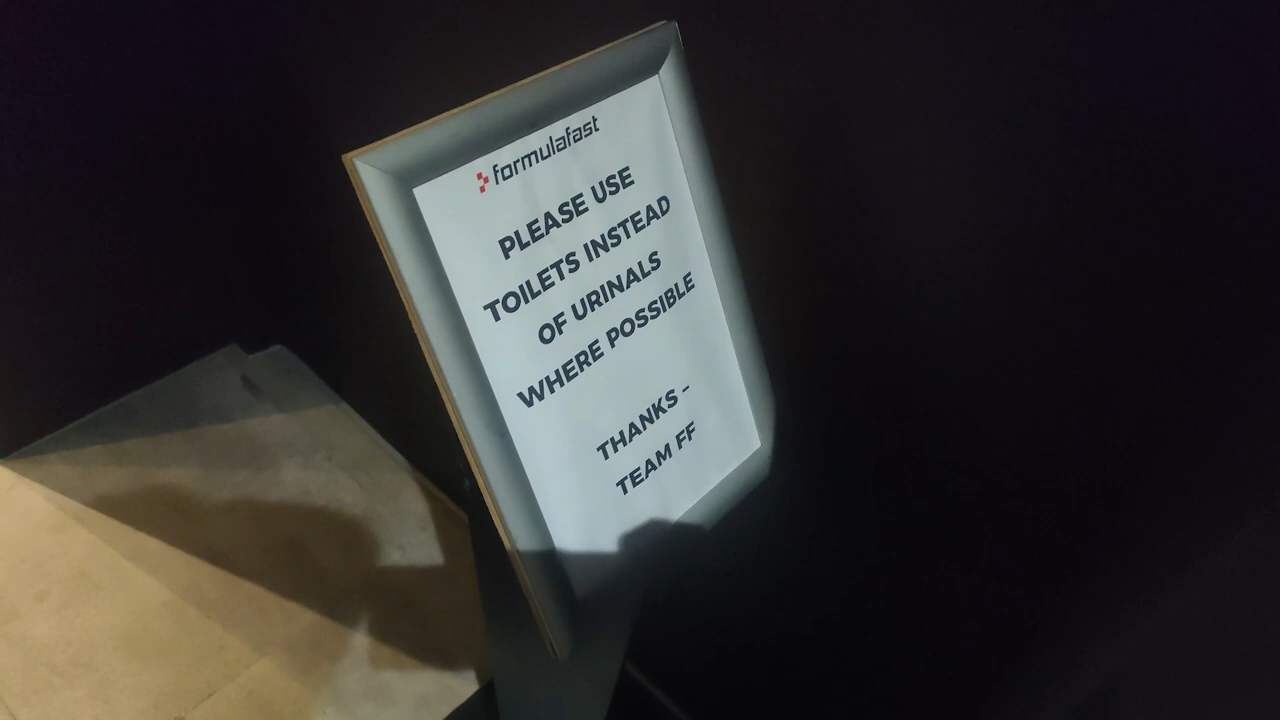 formulafast
PLEASE USE
TOILETS INSTEAD
OF URINALS
WHERE POSSIBLE
THANKS -
TEAM FF